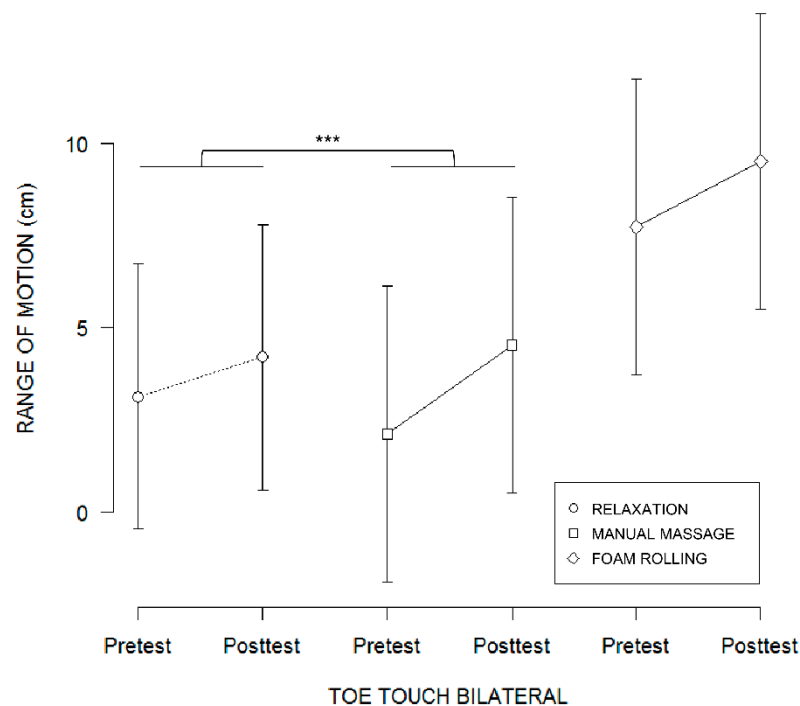 ***
10
5
0
RANGE OF MOTION (cm)
RELAXATION
MANUAL MASSAGE
FOAM ROLLING
Pretest Posttest Pretest Posttest Pretest Posttest
TOE TOUCH BILATERAL